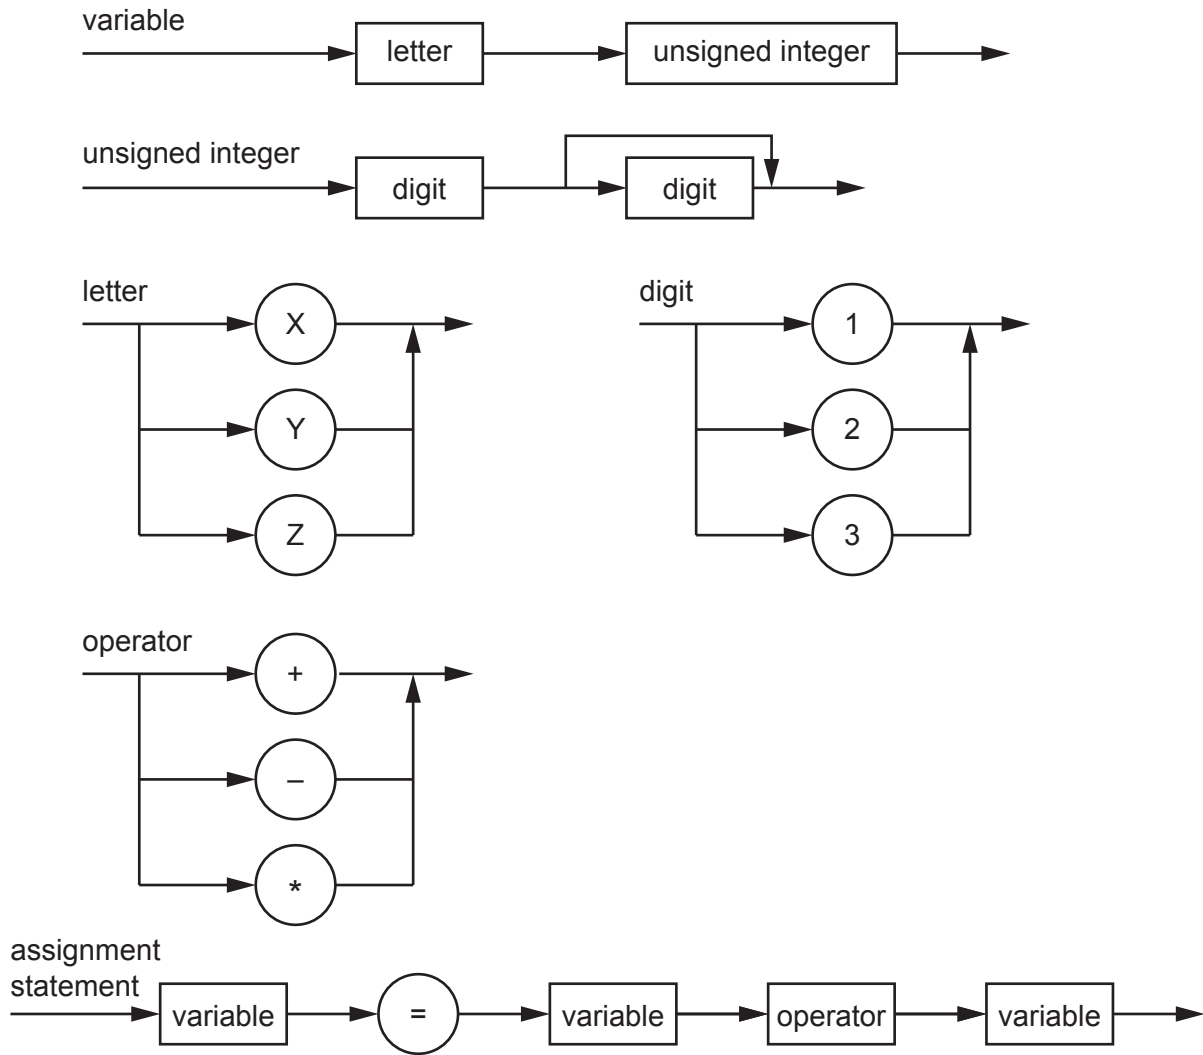 variable
letter unsigned integer
unsigned integer
digit digit
letter digit
X 1
Y 2
Z 3
operator
+
–
*
assignment
statement
variable = variable operator variable